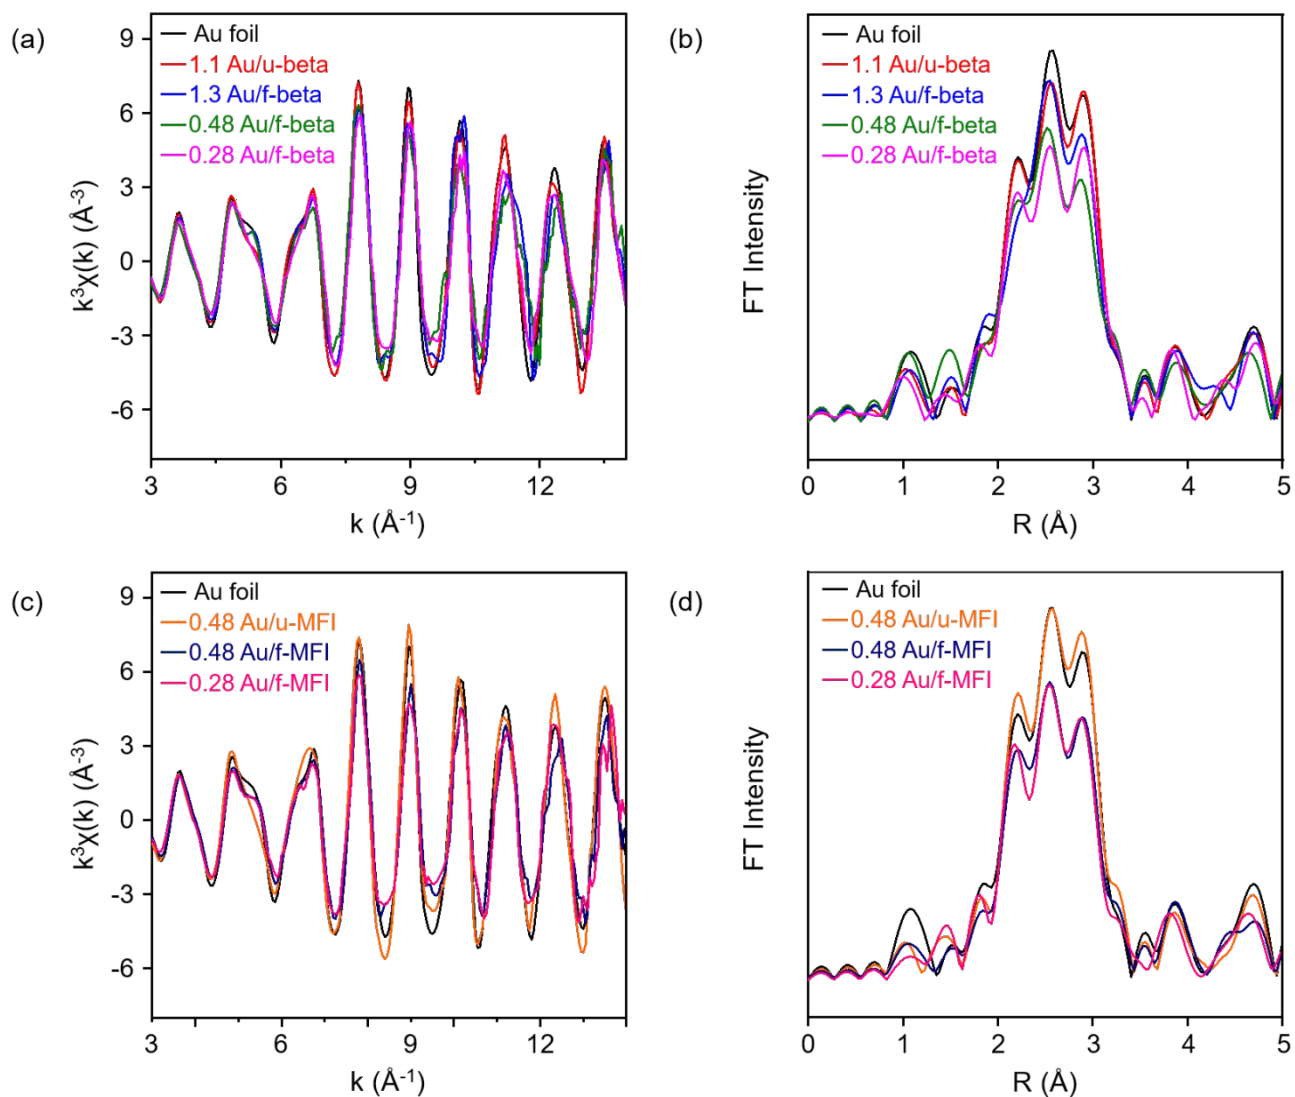 (a)
9
6
3
0
-3
-6
k³χ(k) (Å⁻³)
Au foil
1.1 Au/u-beta
1.3 Au/f-beta
0.48 Au/f-beta
0.28 Au/f-beta
3 6 9 12
k (Å⁻¹)
(b)
FT Intensity
Au foil
1.1 Au/u-beta
1.3 Au/f-beta
0.48 Au/f-beta
0.28 Au/f-beta
0 1 2 3 4 5
R (Å)
(c)
9
6
3
0
-3
-6
k³χ(k) (Å⁻³)
Au foil
0.48 Au/u-MFI
0.48 Au/f-MFI
0.28 Au/f-MFI
3 6 9 12
k (Å⁻¹)
(d)
FT Intensity
Au foil
0.48 Au/u-MFI
0.48 Au/f-MFI
0.28 Au/f-MFI
0 1 2 3 4 5
R (Å)